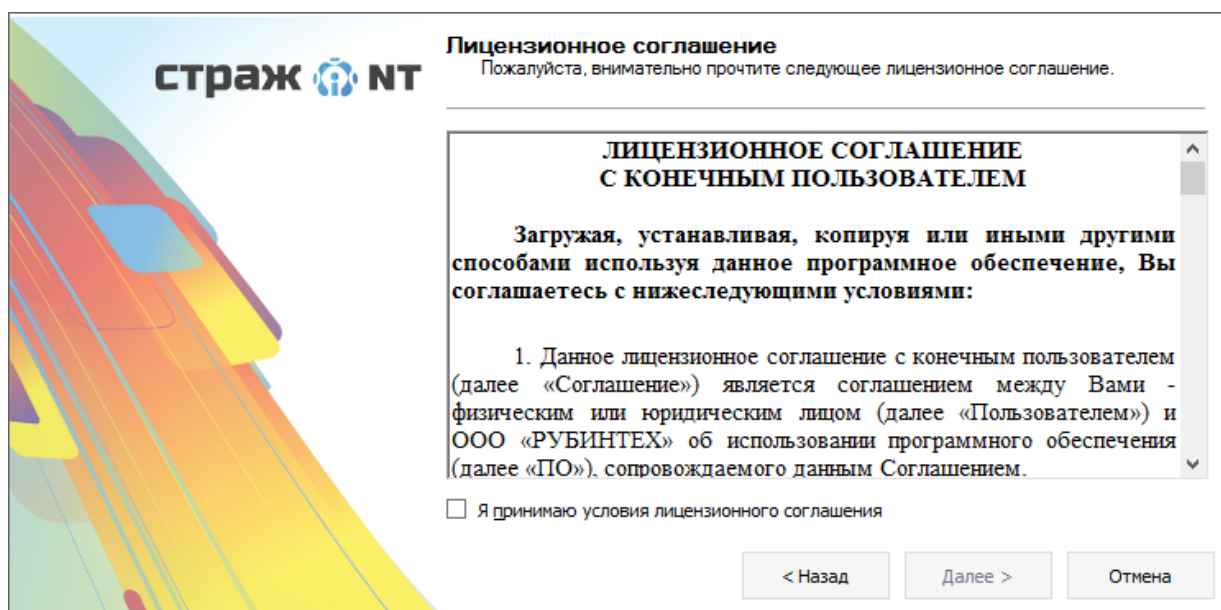 страж NT
Лицензионное соглашение
Пожалуйста, внимательно прочтите следующее лицензионное соглашение.
ЛИЦЕНЗИОННОЕ СОГЛАШЕНИЕ
С КОНЕЧНЫМ ПОЛЬЗОВАТЕЛЕМ
Загружая, устанавливая, копируя или иными другими
способами используя данное программное обеспечение, Вы
соглашаетесь с нижеследующими условиями:
1. Данное лицензионное соглашение с конечным пользователем
(далее «Соглашение») является соглашением между Вами -
физическим или юридическим лицом (далее «Пользователем») и
ООО «РУБИНТЕХ» об использовании программного обеспечения
(далее «ПО»), сопровождаемого данным Соглашением.
Я принимаю условия лицензионного соглашения
< Назад
Далее >
Отмена